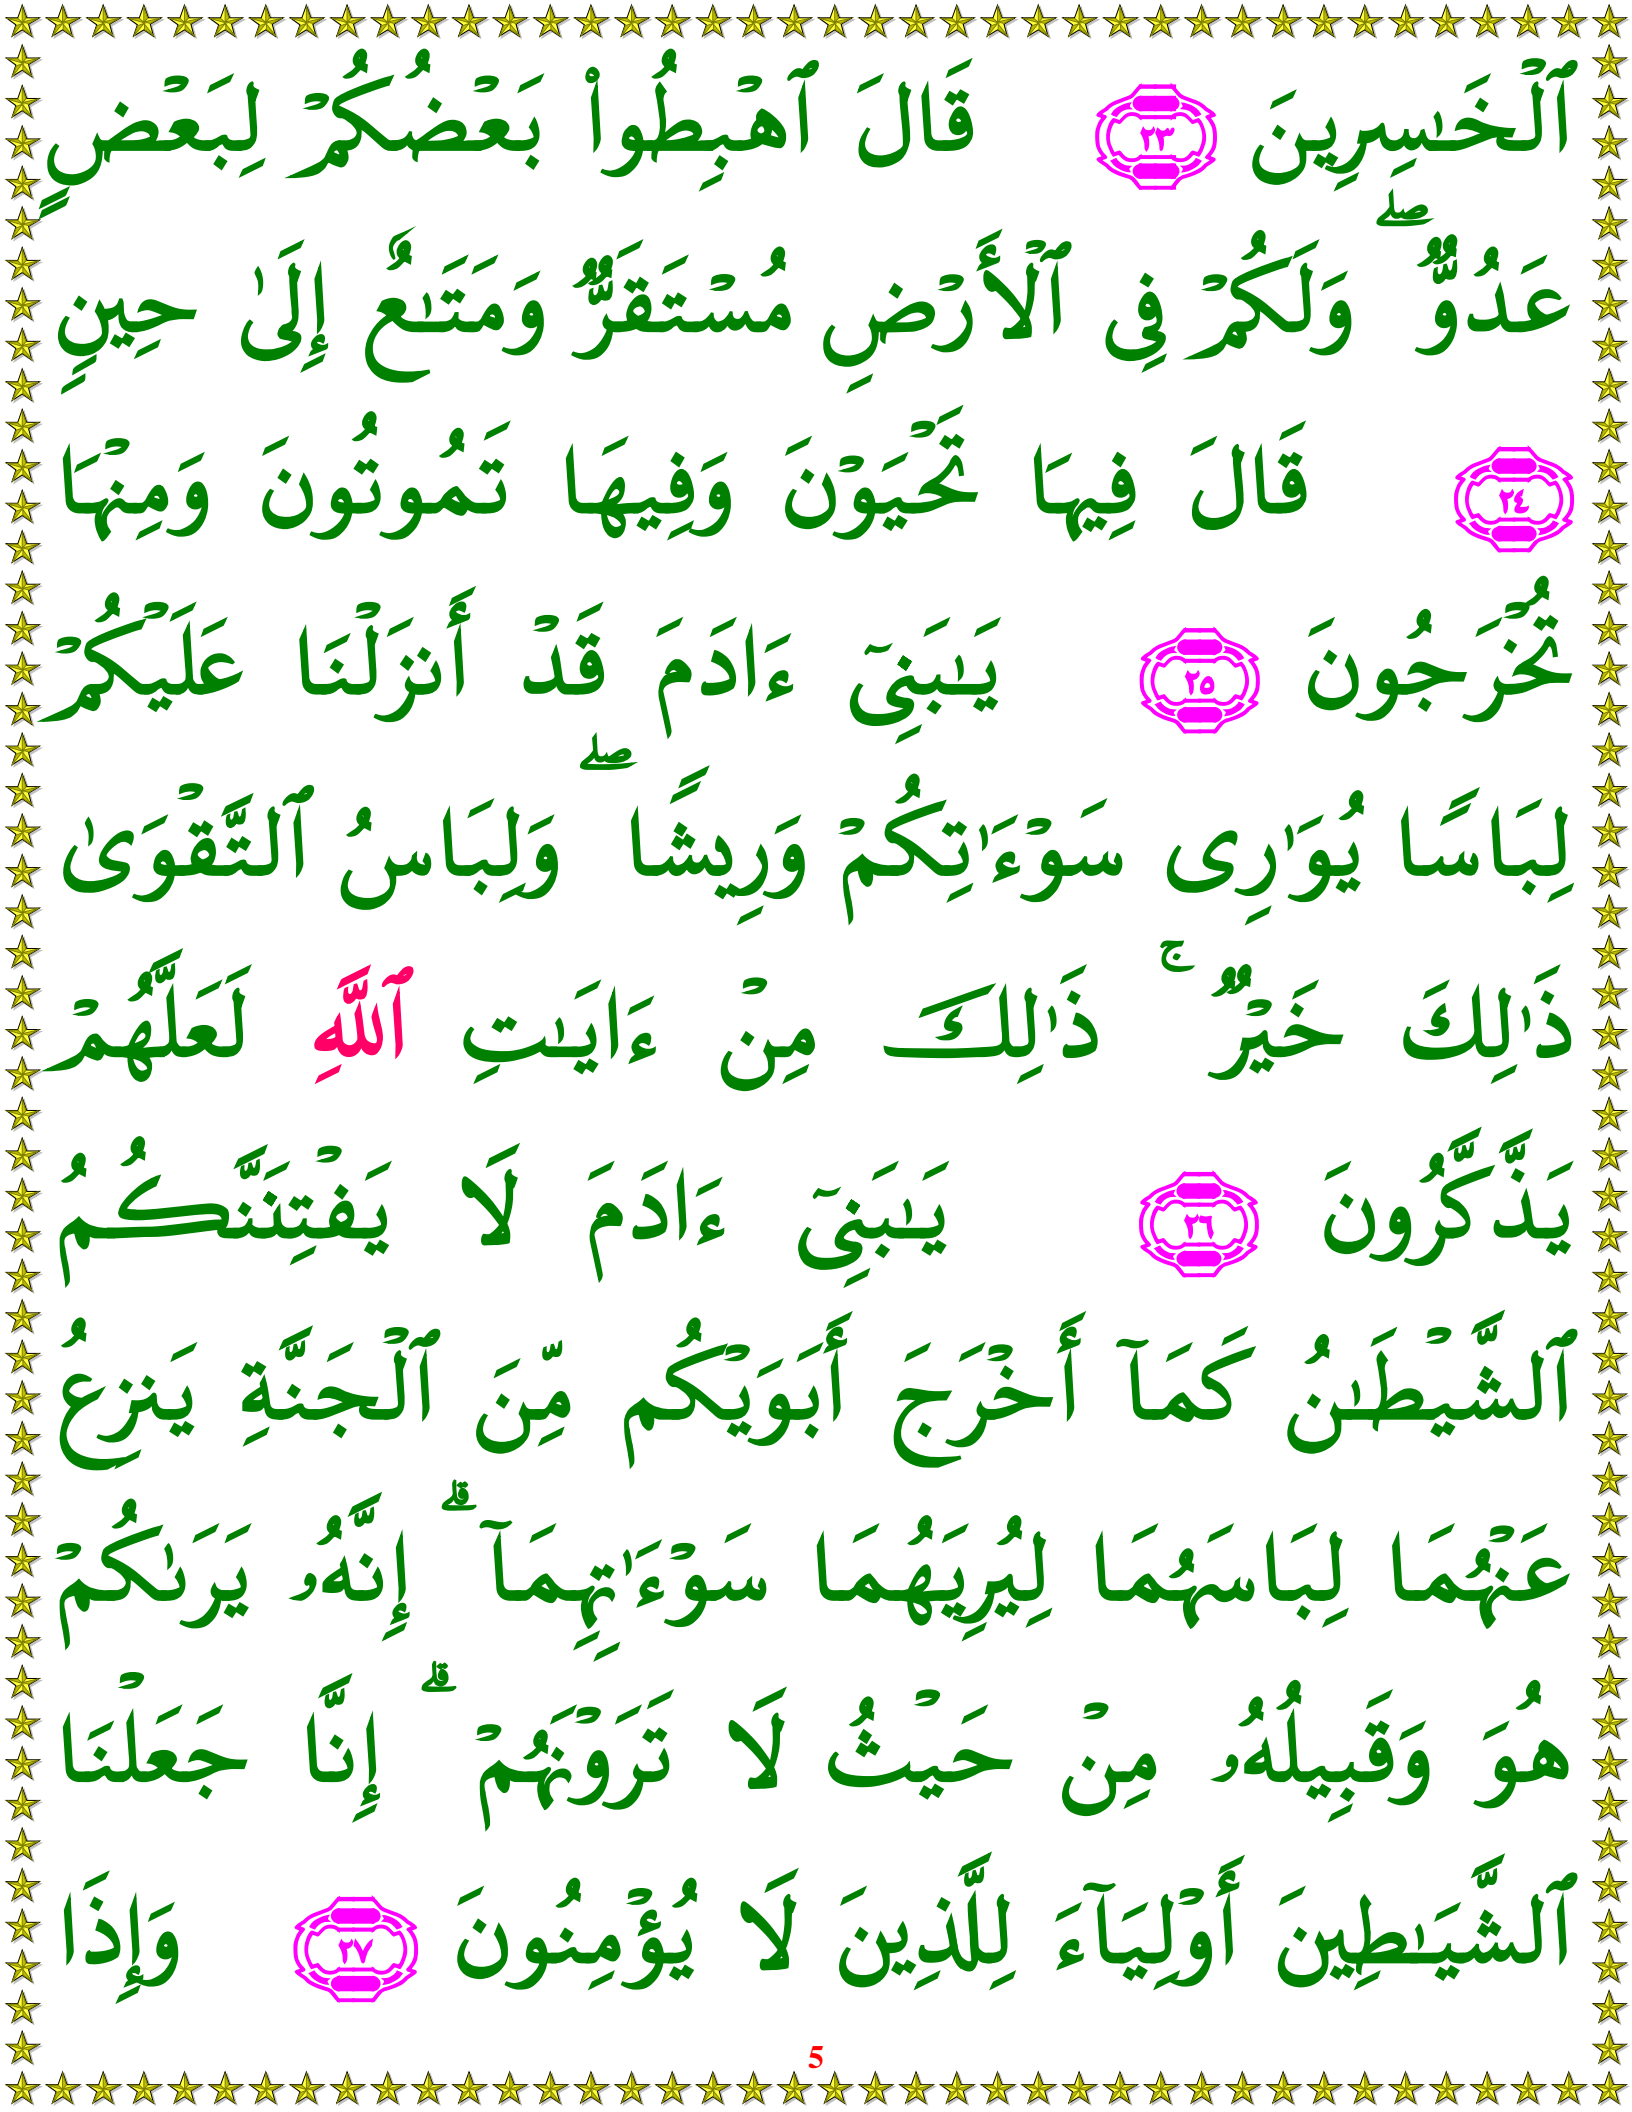 ٱلْخَـٰسِرِينَ ٢٣ قَالَ ٱهْبِطُوا۟ بَعْضُكُمْ لِبَعْضٍ
عَدُوٌّ ۖ وَلَكُمْ فِى ٱلْأَرْضِ مُسْتَقَرٌّ وَمَتَـٰعٌ إِلَىٰ حِينٍ
٢٤ قَالَ فِيهَا تَحْيَوْنَ وَفِيهَا تَمُوتُونَ وَمِنْهَا
تُخْرَجُونَ ٢٥ يَـٰبَنِىٓ ءَادَمَ قَدْ أَنزَلْنَا عَلَيْكُمْ
لِبَاسًا يُوَٰرِى سَوْءَٰتِكُمْ وَرِيشًا ۖ وَلِبَاسُ ٱلتَّقْوَىٰ
ذَٰلِكَ خَيْرٌ ۚ ذَٰلِكَ مِنْ ءَايَـٰتِ ٱللَّهِ لَعَلَّهُمْ
يَذَّكَّرُونَ ٢٦ يَـٰبَنِىٓ ءَادَمَ لَا يَفْتِنَنَّكُمُ
ٱلشَّيْطَـٰنُ كَمَآ أَخْرَجَ أَبَوَيْكُم مِّنَ ٱلْجَنَّةِ يَنزِعُ
عَنْهُمَا لِبَاسَهُمَا لِيُرِيَهُمَا سَوْءَٰتِهِمَآ ۗ إِنَّهُۥ يَرَىٰكُمْ
هُوَ وَقَبِيلُهُۥ مِنْ حَيْثُ لَا تَرَوْنَهُمْ ۗ إِنَّا جَعَلْنَا
ٱلشَّيَـٰطِينَ أَوْلِيَآءَ لِلَّذِينَ لَا يُؤْمِنُونَ ٢٧ وَإِذَا
5